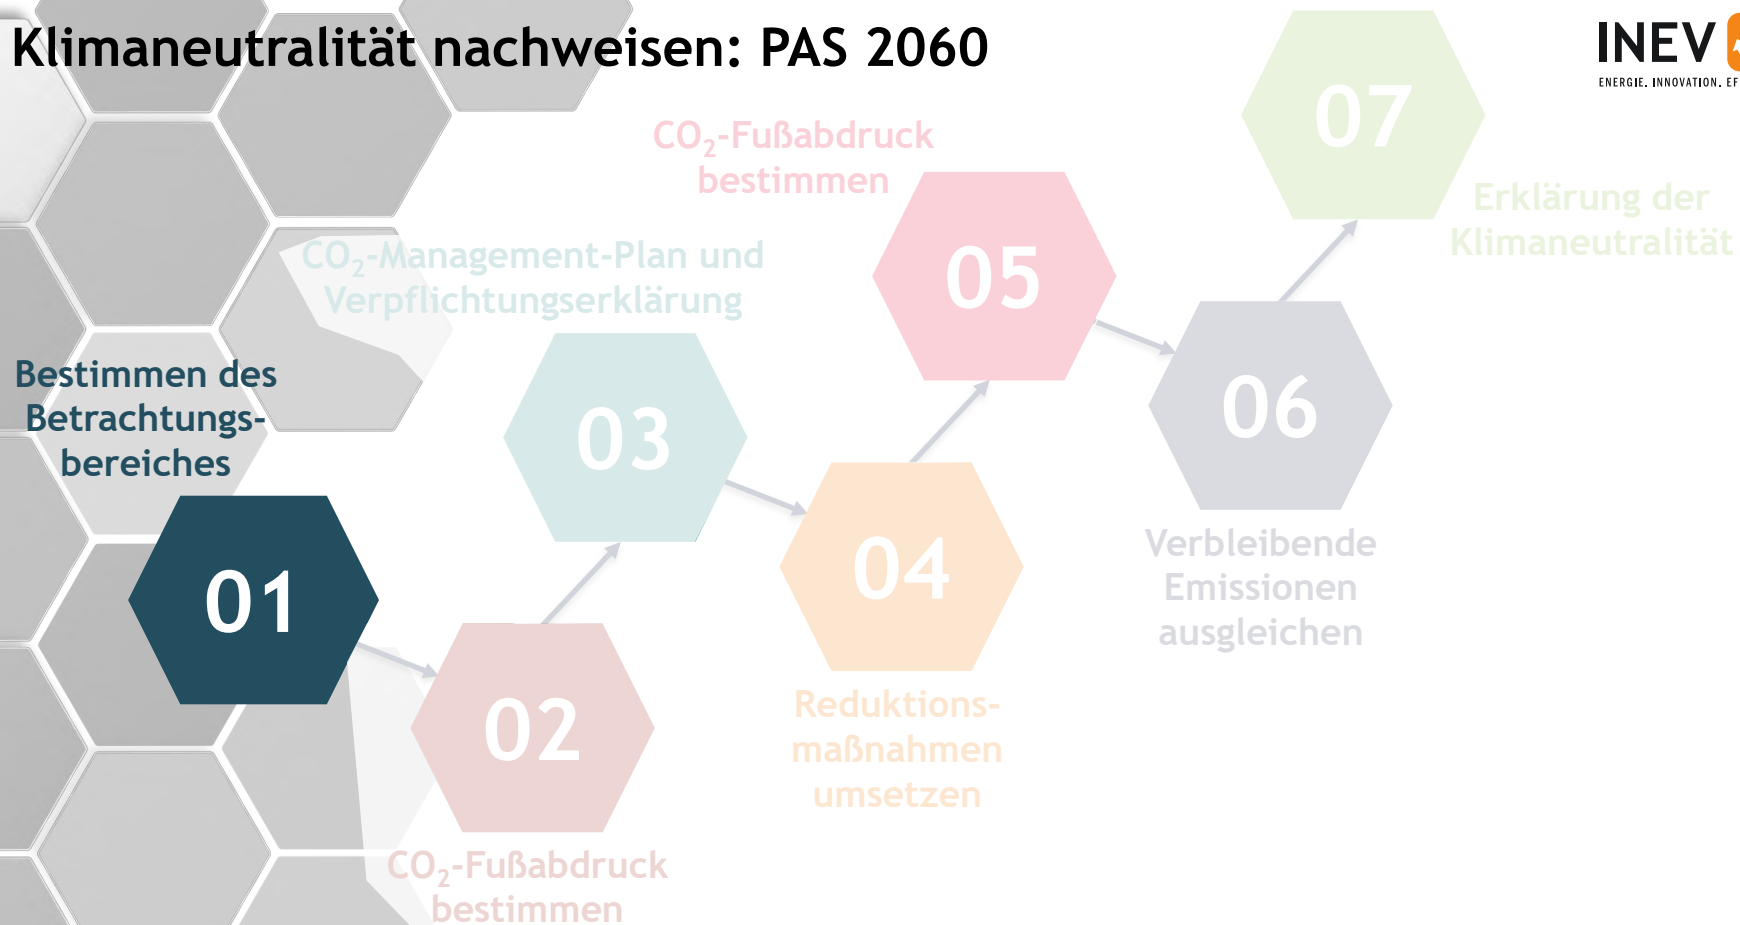 Klimaneutralität nachweisen: PAS 2060
INEV
ENERGIE. INNOVATION. EF
Bestimmen des
Betrachtungs-
bereiches
01
02
CO₂-Fußabdruck
bestimmen
CO₂-Management-Plan und
Verpflichtungserklärung
03
04
Reduktions-
maßnahmen
umsetzen
CO₂-Fußabdruck
bestimmen
05
06
Verbleibende
Emissionen
ausgleichen
07
Erklärung der
Klimaneutralität